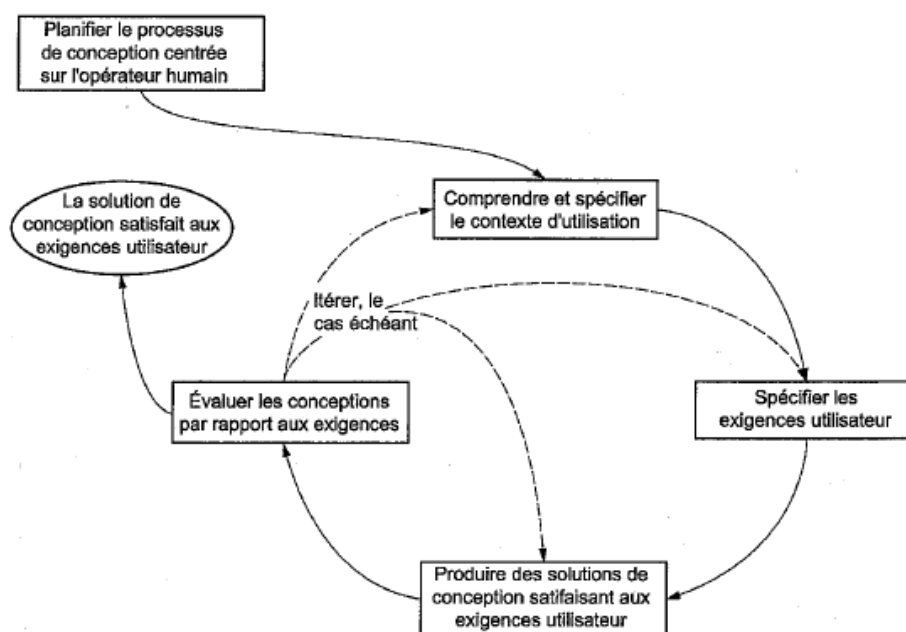 Planifier le processus
de conception centrée
sur l'opérateur humain
La solution de
conception satisfait aux
exigences utilisateur
Comprendre et spécifier
le contexte d'utilisation
Itérer, le
cas échéant
Évaluer les conceptions
par rapport aux exigences
Spécifier les
exigences utilisateur
Produire des solutions de
conception satifaisant aux
exigences utilisateur